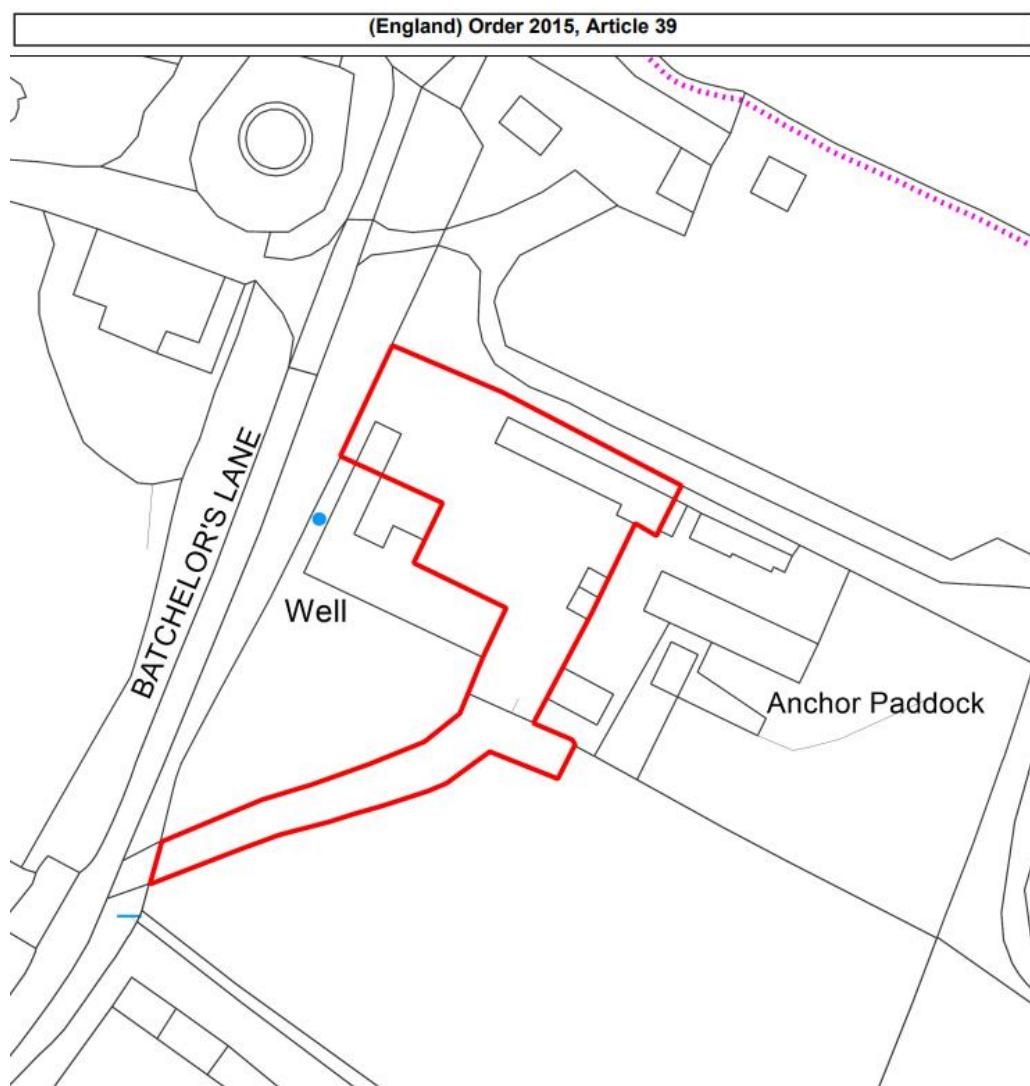 (England) Order 2015, Article 39
BATCHELOR'S LANE
Well
Anchor Paddock